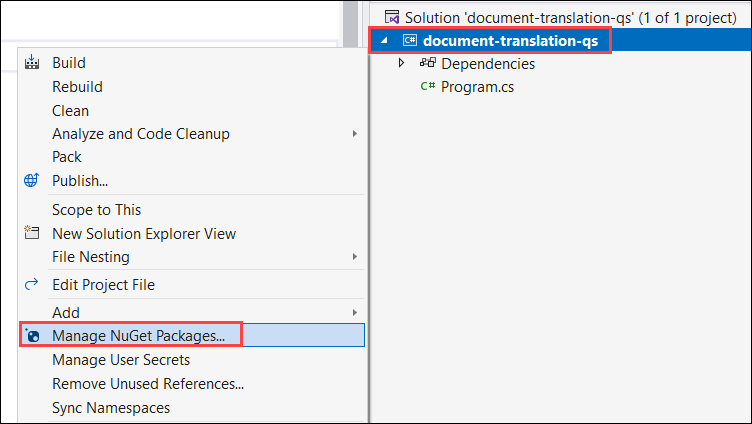 Solution 'document-translation-qs' (1 of 1 project)
C# document-translation-qs
Dependencies
C# Program.cs
Build
Rebuild
Clean
Analyze and Code Cleanup
Pack
Publish...
Scope to This
New Solution Explorer View
File Nesting
Edit Project File
Add
Manage NuGet Packages...
Manage User Secrets
Remove Unused References...
Sync Namespaces